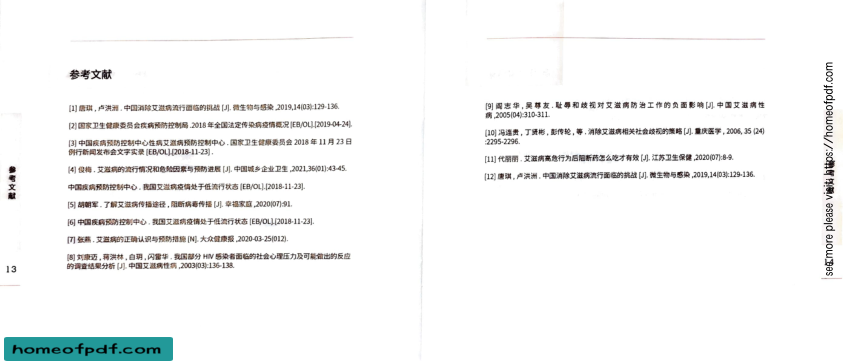 参考文献
[1] 唐琪 , 卢洪洲 . 中国消除艾滋病流行面临的挑战 [J]. 微生物与感染 ,2019,14(03):129-136.
[2] 国家卫生健康委员会疾病预防控制局 .2018 年全国法定传染病疫情概况 [EB/OL].[2019-04-24].
[3] 中国疾病预防控制中心性病艾滋病预防控制中心 . 国家卫生健康委员会 2018 年 11 月 23 日
例行新闻发布会文字实录 [EB/OL].[2018-11-23] .
[4] 俊梅 . 艾滋病的流行情况和危险因素与预防进展 [J]. 中国城乡企业卫生 ,2021,36(01):43-45.
中国疾病预防控制中心 . 我国艾滋病疫情处于低流行状态 [EB/OL].[2018-11-23].
[5] 胡朝军 . 了解艾滋病传播途径 , 阻断病毒传播 [J]. 幸福家庭 ,2020(07):91.
[6] 中国疾病预防控制中心 . 我国艾滋病疫情处于低流行状态 [EB/OL].[2018-11-23].
[7] 张燕 . 艾滋病的正确认识与预防措施 [N]. 大众健康报 ,2020-03-25(012).
[8] 刘康迈 , 蒋洪林 , 白玥 , 闪雷华 . 我国部分 HIV 感染者面临的社会心理压力及可能做出的反应
的调查结果分析 [J]. 中国艾滋病性病 ,2003(03):136-138.
参考文献
13
[9] 阎志华 , 吴尊友 . 耻辱和歧视对艾滋病防治工作的负面影响 [J]. 中国艾滋病性
病 ,2005(04):310-311.
[10] 冯连贵 , 丁贤彬 , 彭传轮 , 等 . 消除艾滋病相关社会歧视的策略 [J]. 重庆医学 , 2006, 35 (24)
:2295-2296.
[11] 代丽丽 . 艾滋病高危行为后阻断药怎么吃才有效 [J]. 江苏卫生保健 ,2020(07):8-9.
[12] 唐琪 , 卢洪洲 . 中国消除艾滋病流行面临的挑战 [J]. 微生物与感染 ,2019,14(03):129-136.
see more please visit: https://homeofpdf.com
homeofpdf.com